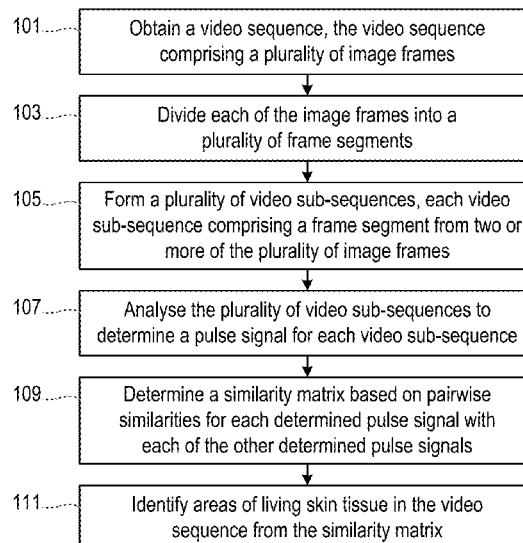 101
Obtain a video sequence, the video sequence
comprising a plurality of image frames
103
Divide each of the image frames into a
plurality of frame segments
105
Form a plurality of video sub-sequences, each video
sub-sequence comprising a frame segment from two or
more of the plurality of image frames
107
Analyse the plurality of video sub-sequences to
determine a pulse signal for each video sub-sequence
109
Determine a similarity matrix based on pairwise
similarities for each determined pulse signal with
each of the other determined pulse signals
111
Identify areas of living skin tissue in the video
sequence from the similarity matrix